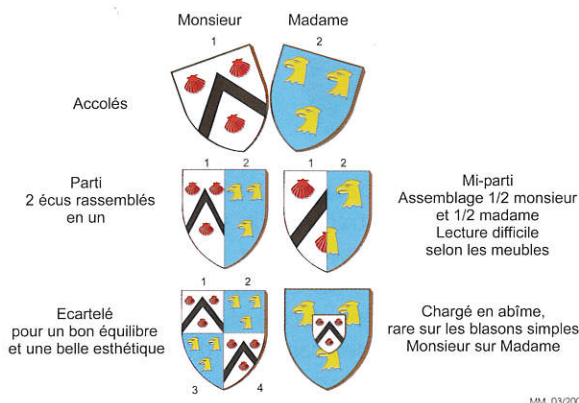 Monsieur Madame
1 2
Accolés
Parti
2 écus rassemblés
en un
1 2
1 2
Mi-parti
Assemblage 1/2 monsieur
et 1/2 madame
Lecture difficile
selon les meubles
Ecartelé
pour un bon équilibre
et une belle esthétique
1 2
3 4
Chargé en abîme,
rare sur les blasons simples
Monsieur sur Madame
MM